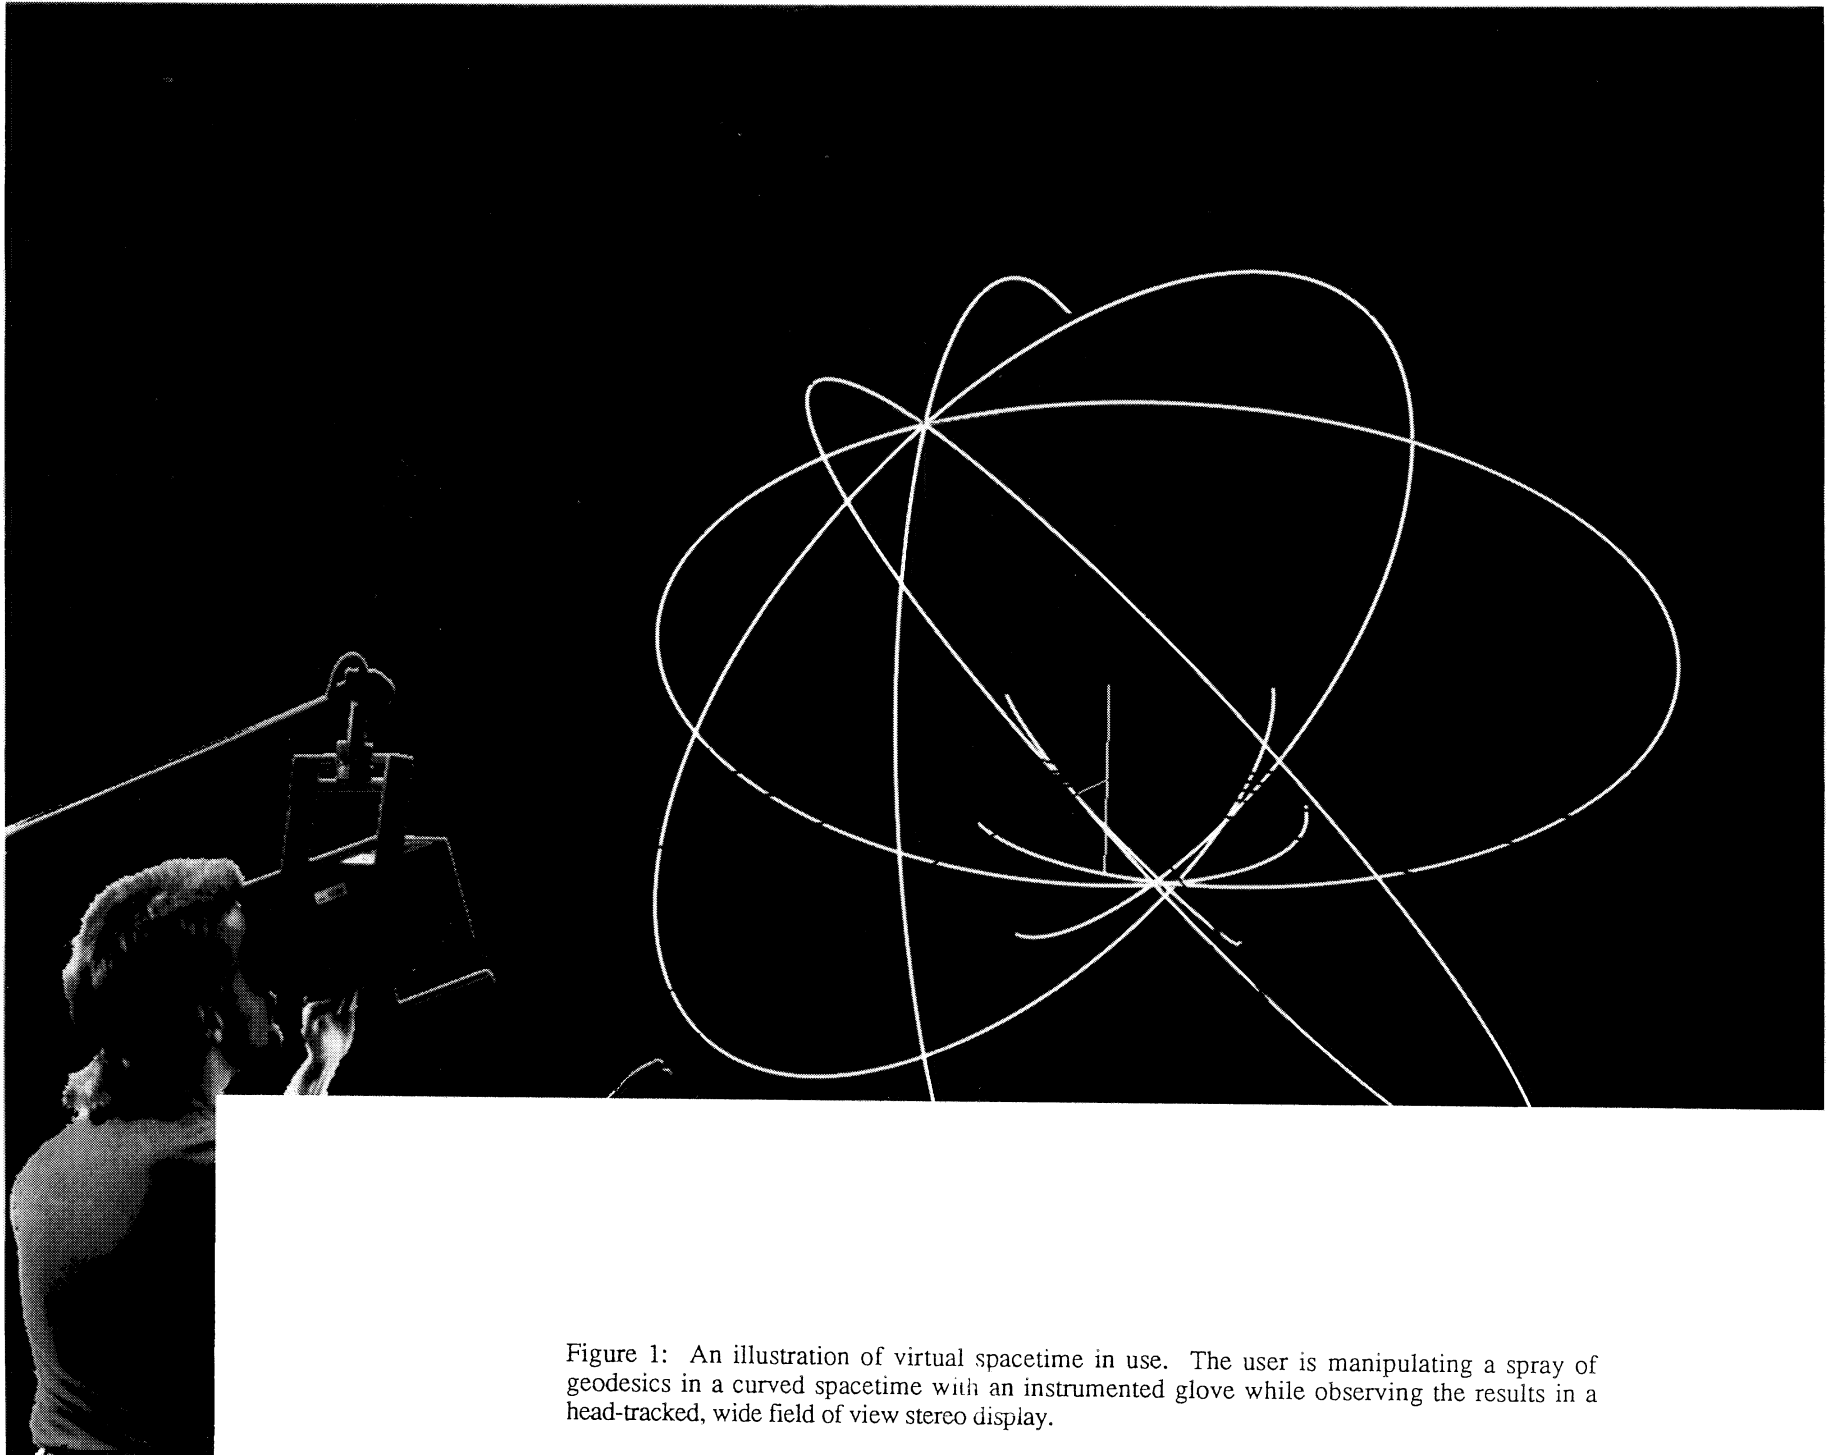 Figure 1: An illustration of virtual spacetime in use. The user is manipulating a spray of
geodesics in a curved spacetime with an instrumented glove while observing the results in a
head-tracked, wide field of view stereo display.